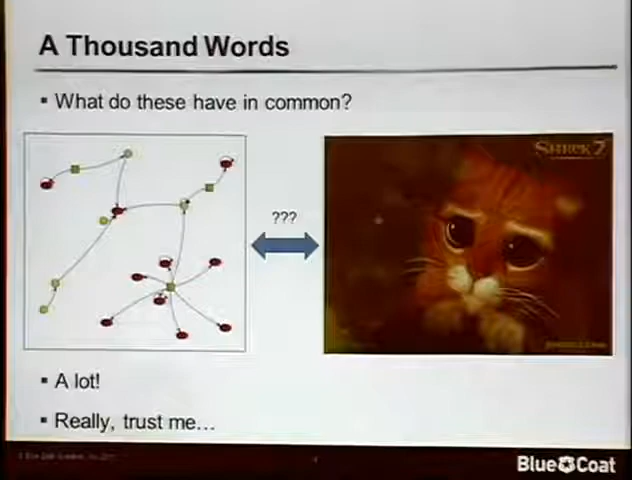 A Thousand Words
▪ What do these have in common?
SHREK 2
???
▪ A lot!
▪ Really, trust me...
Blue Coat